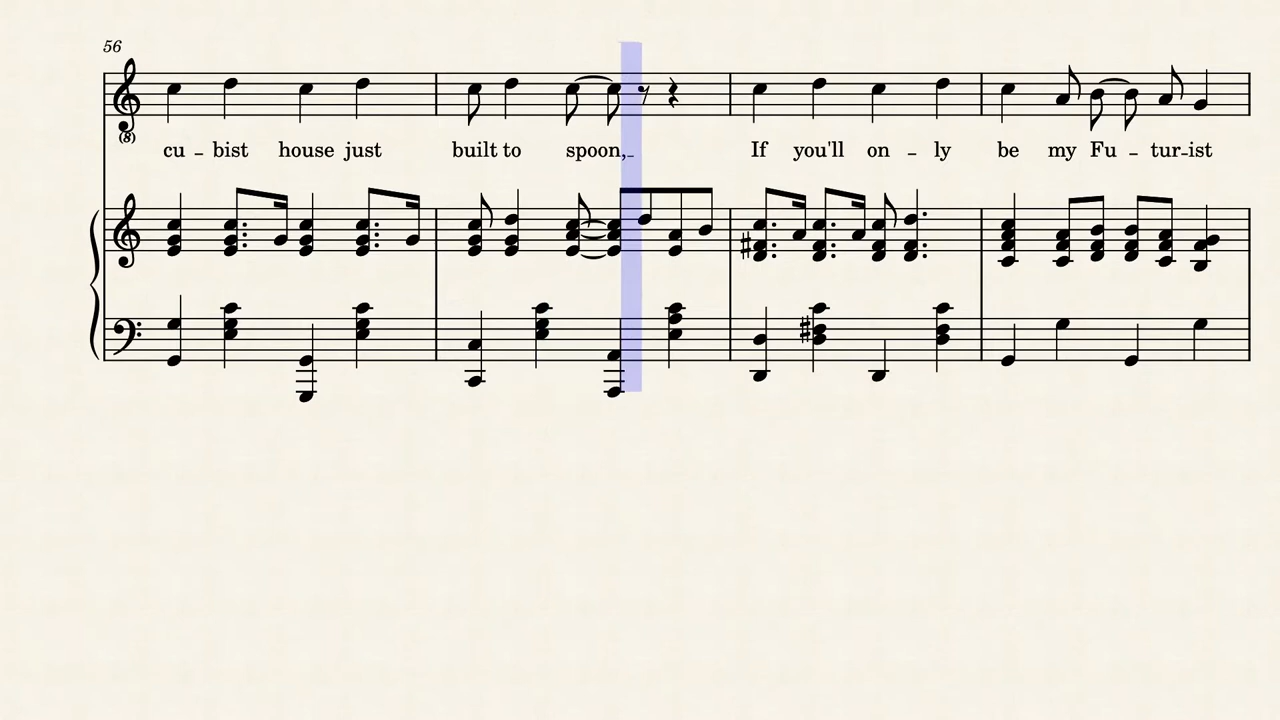 56
(8)
cu - bist house just built to spoon,_ If you'll on - ly be my Fu - tur-ist